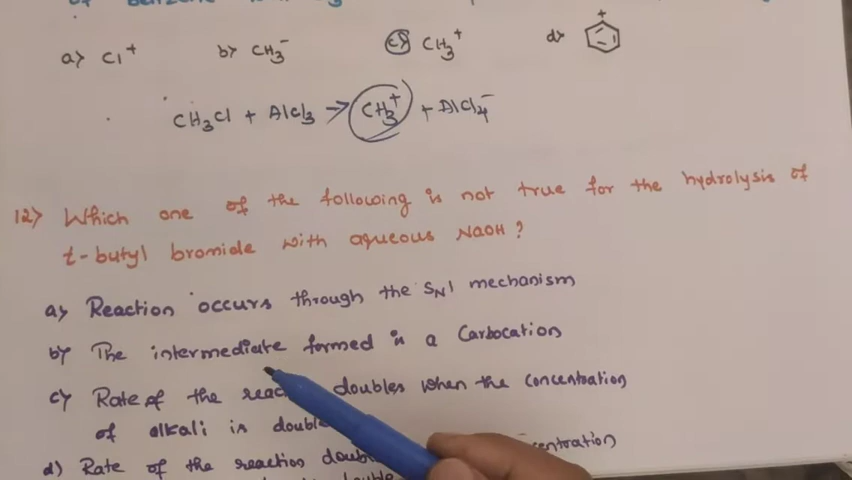 of benzene
a) Cl⁺ b) CH₃⁻ c) CH₃⁺ d) +
CH₃Cl + AlCl₃ → CH₃⁺ + AlCl₄⁻
12) Which one of the following is not true for the hydrolysis of
t-butyl bromide with aqueous NaOH?
a) Reaction occurs through the SN1 mechanism
b) The intermediate formed is a Carbocation
c) Rate of the doubles when the concentration
of alkali is
d) Rate of the reaction